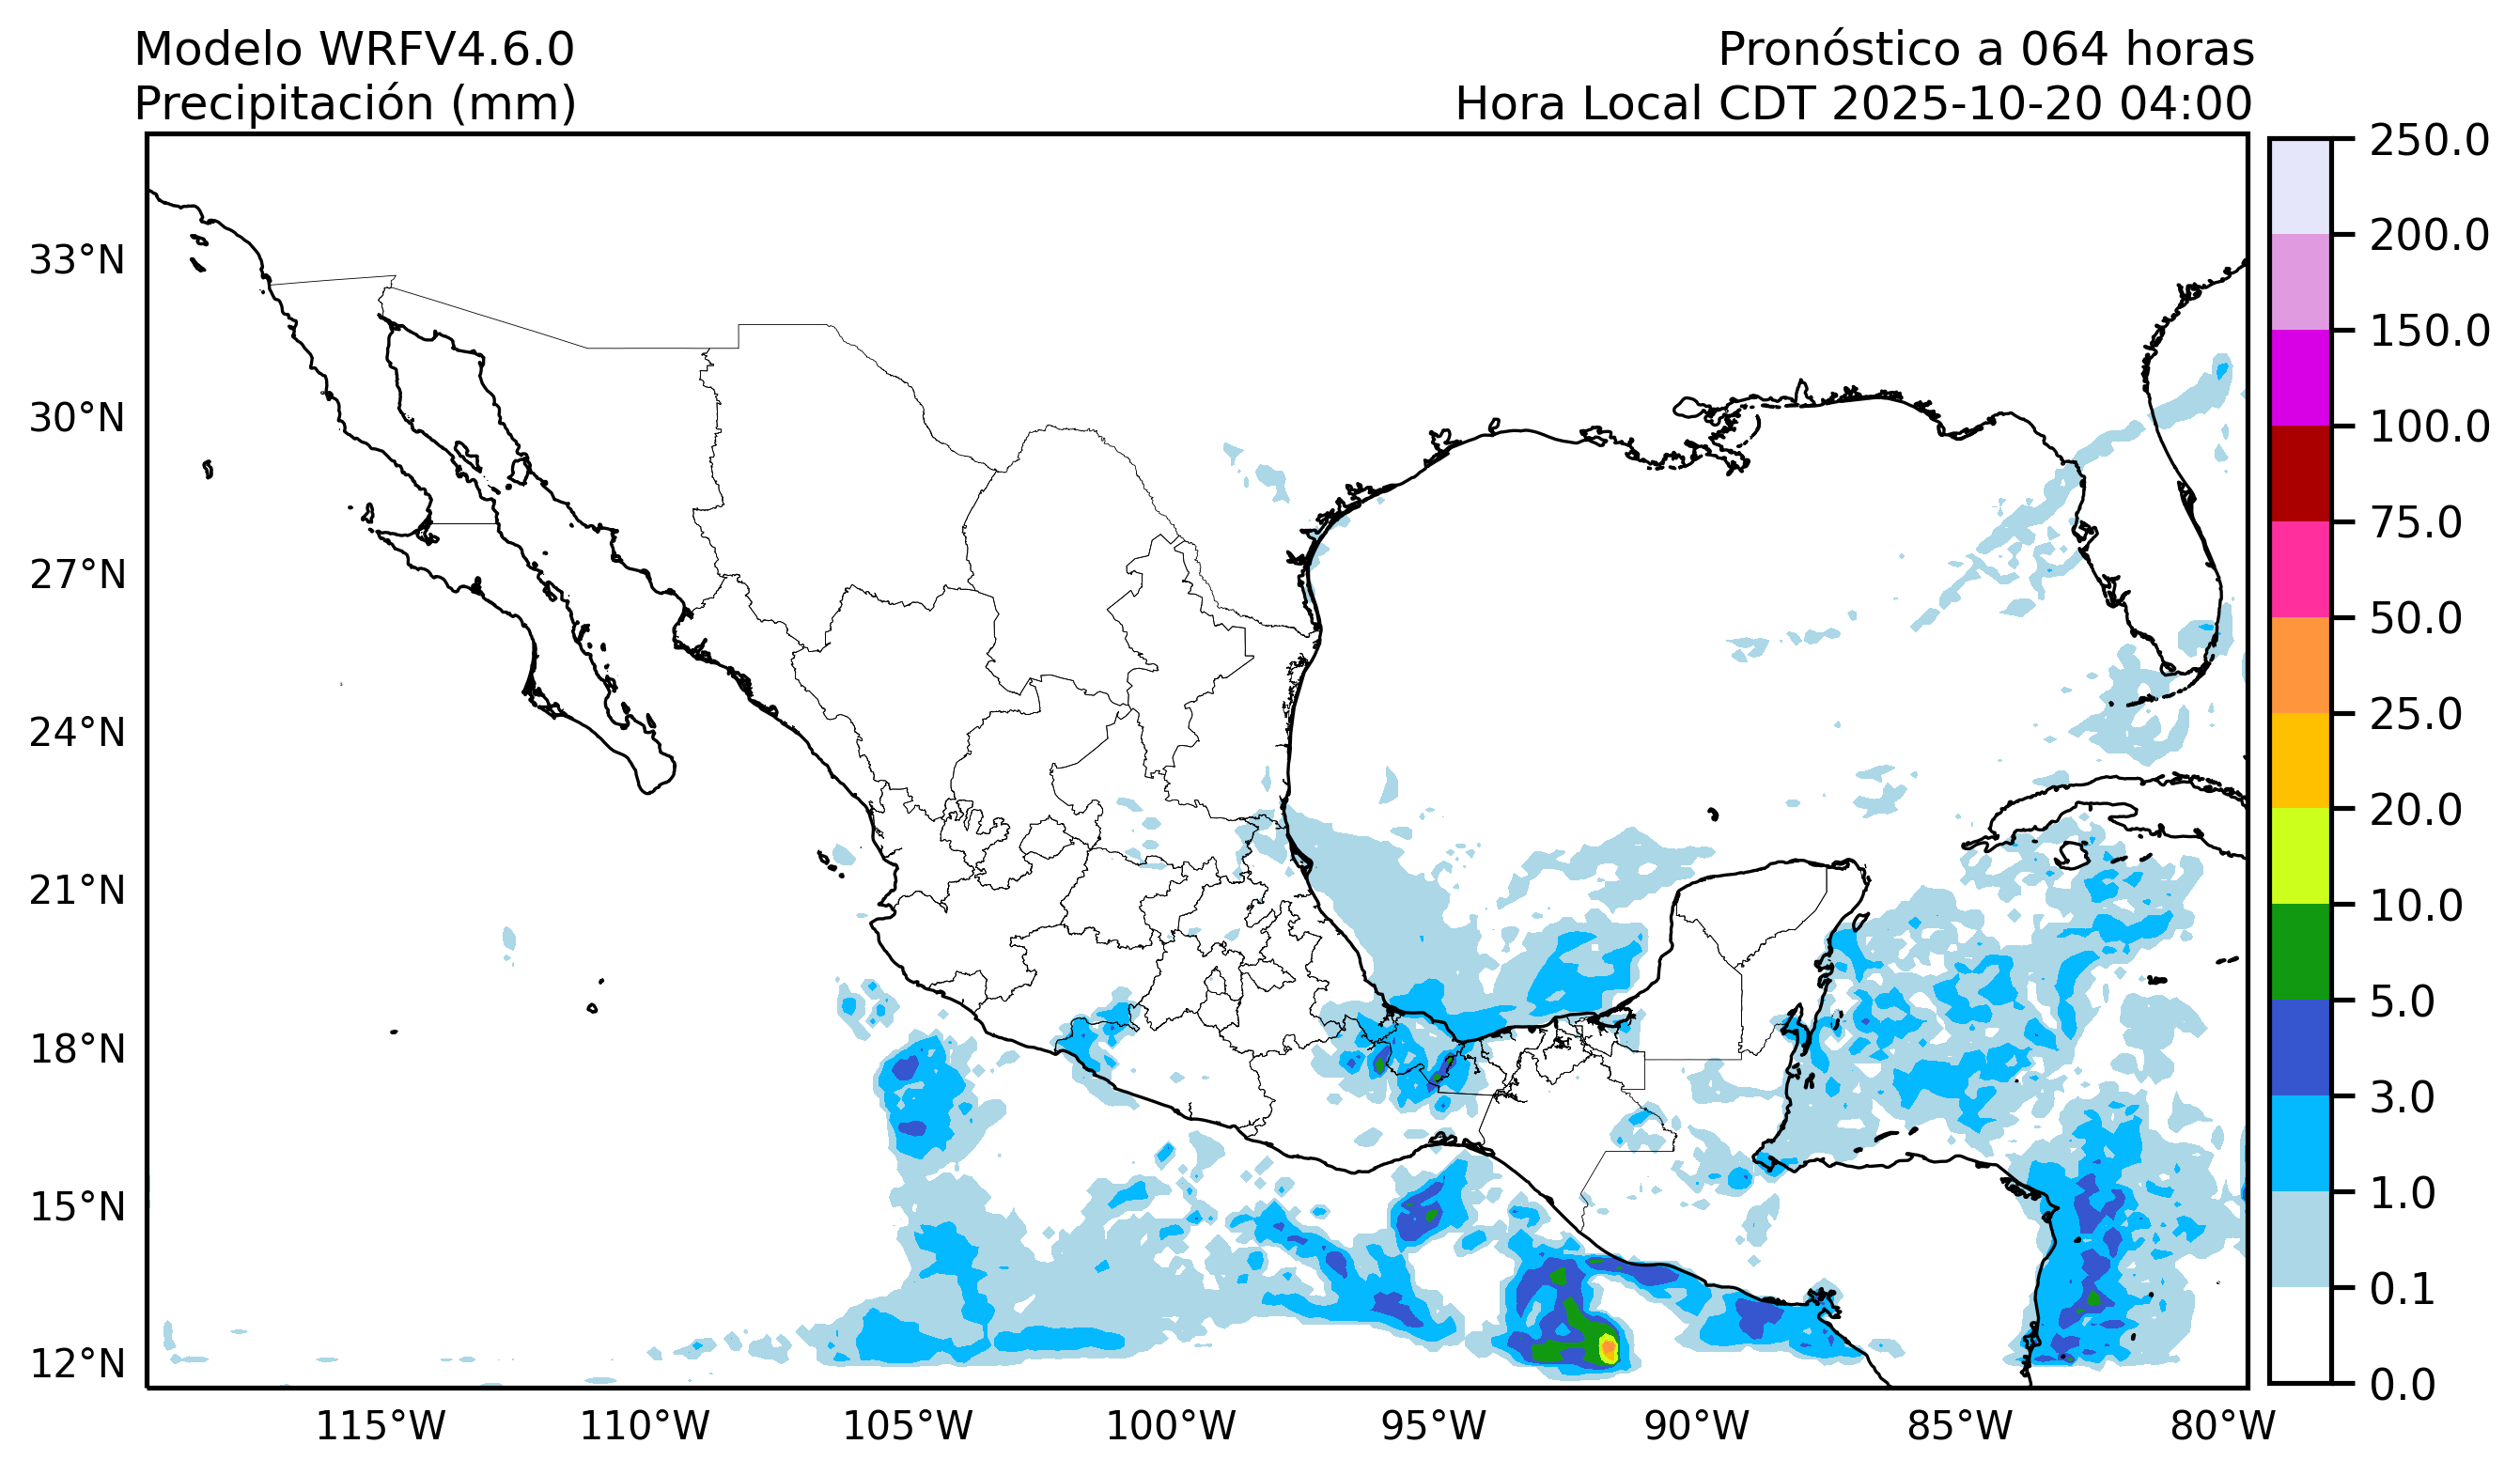 Modelo WRFV4.6.0
Precipitación (mm)
Pronóstico a 064 horas
Hora Local CDT 2025-10-20 04:00
33°N
30°N
27°N
24°N
21°N
18°N
15°N
12°N
115°W
110°W
105°W
100°W
95°W
90°W
85°W
80°W
250.0
200.0
150.0
100.0
75.0
50.0
25.0
20.0
10.0
5.0
3.0
1.0
0.1
0.0